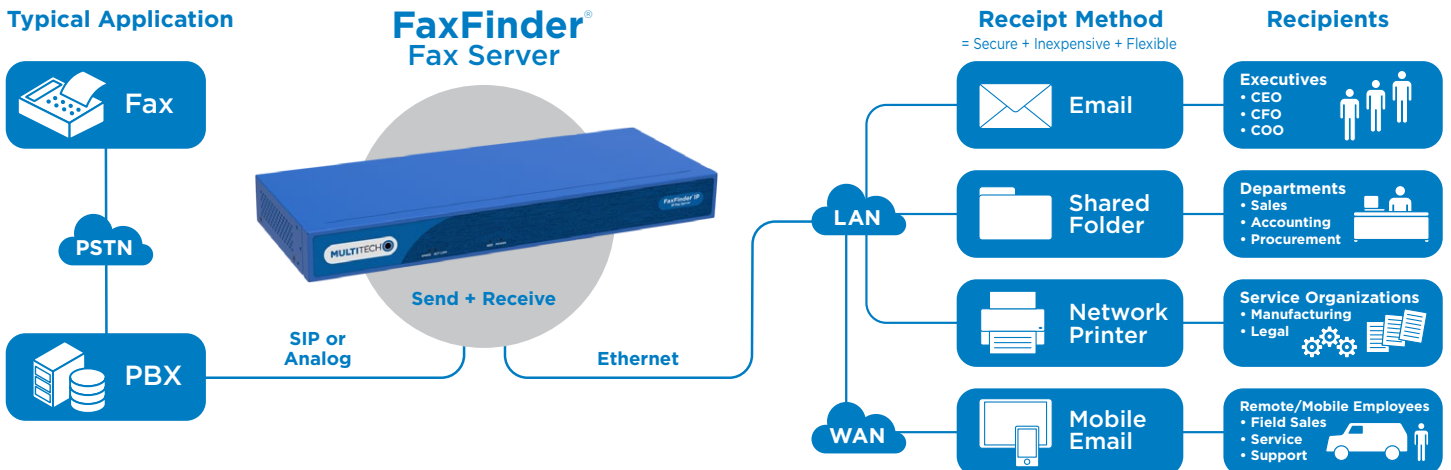 Typical Application
FaxFinder®
Fax Server
Receipt Method
= Secure + Inexpensive + Flexible
Recipients
Fax
PSTN
PBX
SIP or
Analog
MULTITECH
FaxFinder IP
Send + Receive
Ethernet
LAN
WAN
Email
Shared
Folder
Network
Printer
Mobile
Email
Executives
• CEO
• CFO
• COO
Departments
• Sales
• Accounting
• Procurement
Service Organizations
• Manufacturing
• Legal
Remote/Mobile Employees
• Field Sales
• Service
• Support